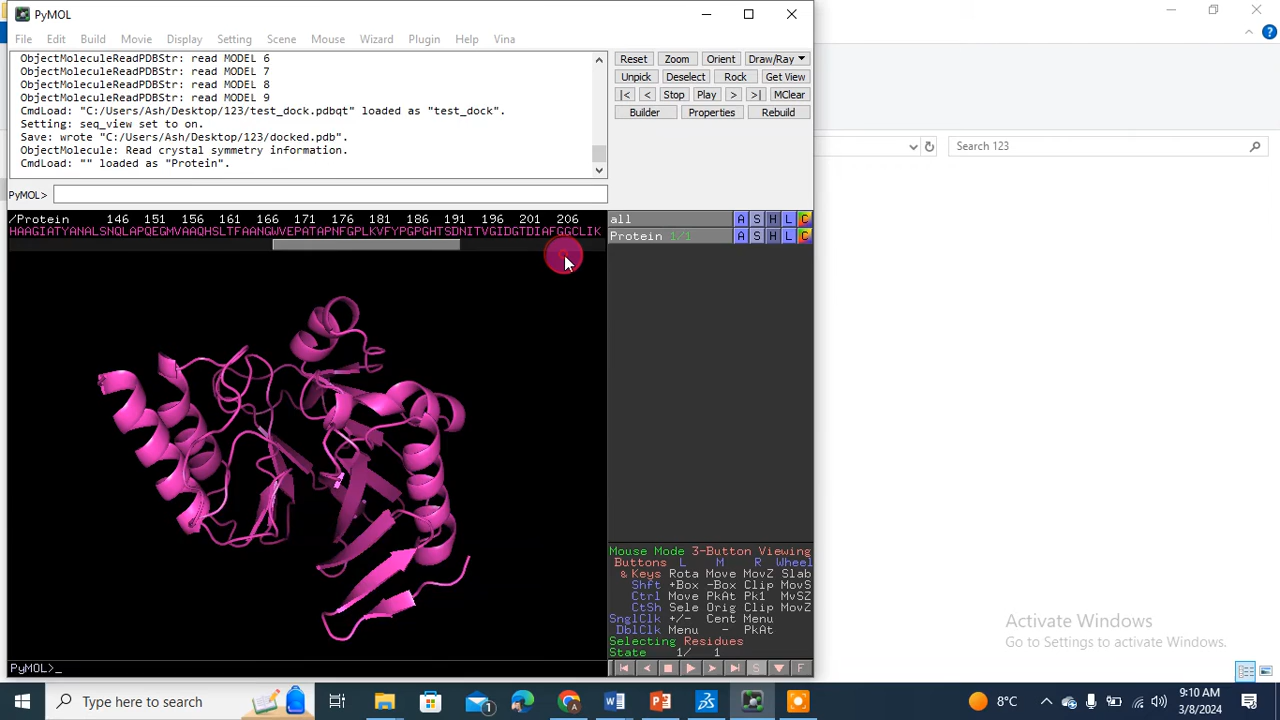 PyMOL
File Edit Build Movie Display Setting Scene Mouse Wizard Plugin Help Vina
ObjectMoleculeReadPDBStr: read MODEL 6
ObjectMoleculeReadPDBStr: read MODEL 7
ObjectMoleculeReadPDBStr: read MODEL 8
ObjectMoleculeReadPDBStr: read MODEL 9
CmdLoad: "C:/Users/Ash/Desktop/123/test_dock.pdbqt" loaded as "test_dock".
Setting: seq_view set to on.
Save: wrote "C:/Users/Ash/Desktop/123/docked.pdb".
ObjectMolecule: Read crystal symmetry information.
CmdLoad: "" loaded as "Protein".
PyMOL>
Reset Zoom Orient Draw/Ray
Unpick Deselect Rock Get View
|< < Stop Play > >| MClear
Builder Properties Rebuild
Search 123
/Protein 146 151 156 161 166 171 176 181 186 191 196 201 206
HAAGIATYANALSNQLAPQEGMVAAQHSLTFAANGWVEPATAPNFGPLKVFYPGPGHTSDNITVGIDGTDIAFGGCLIK
all A S H L C
Protein 1/1 A S H L C
Mouse Mode 3-Button Viewing
Buttons L M R Wheel
& Keys Rota Move MovZ Slab
Shft +Box -Box Clip MovS
Ctrl Move PkAt Pk1 MvSZ
CtSh Sele Orig Clip MovZ
SnglClk +/- Cent Menu
DblClk Menu - PkAt
Selecting Residues
State 1/ 1
PyMOL>_
S F
Activate Windows
Go to Settings to activate Windows.
Type here to search
1
8°C
9:10 AM
3/8/2024